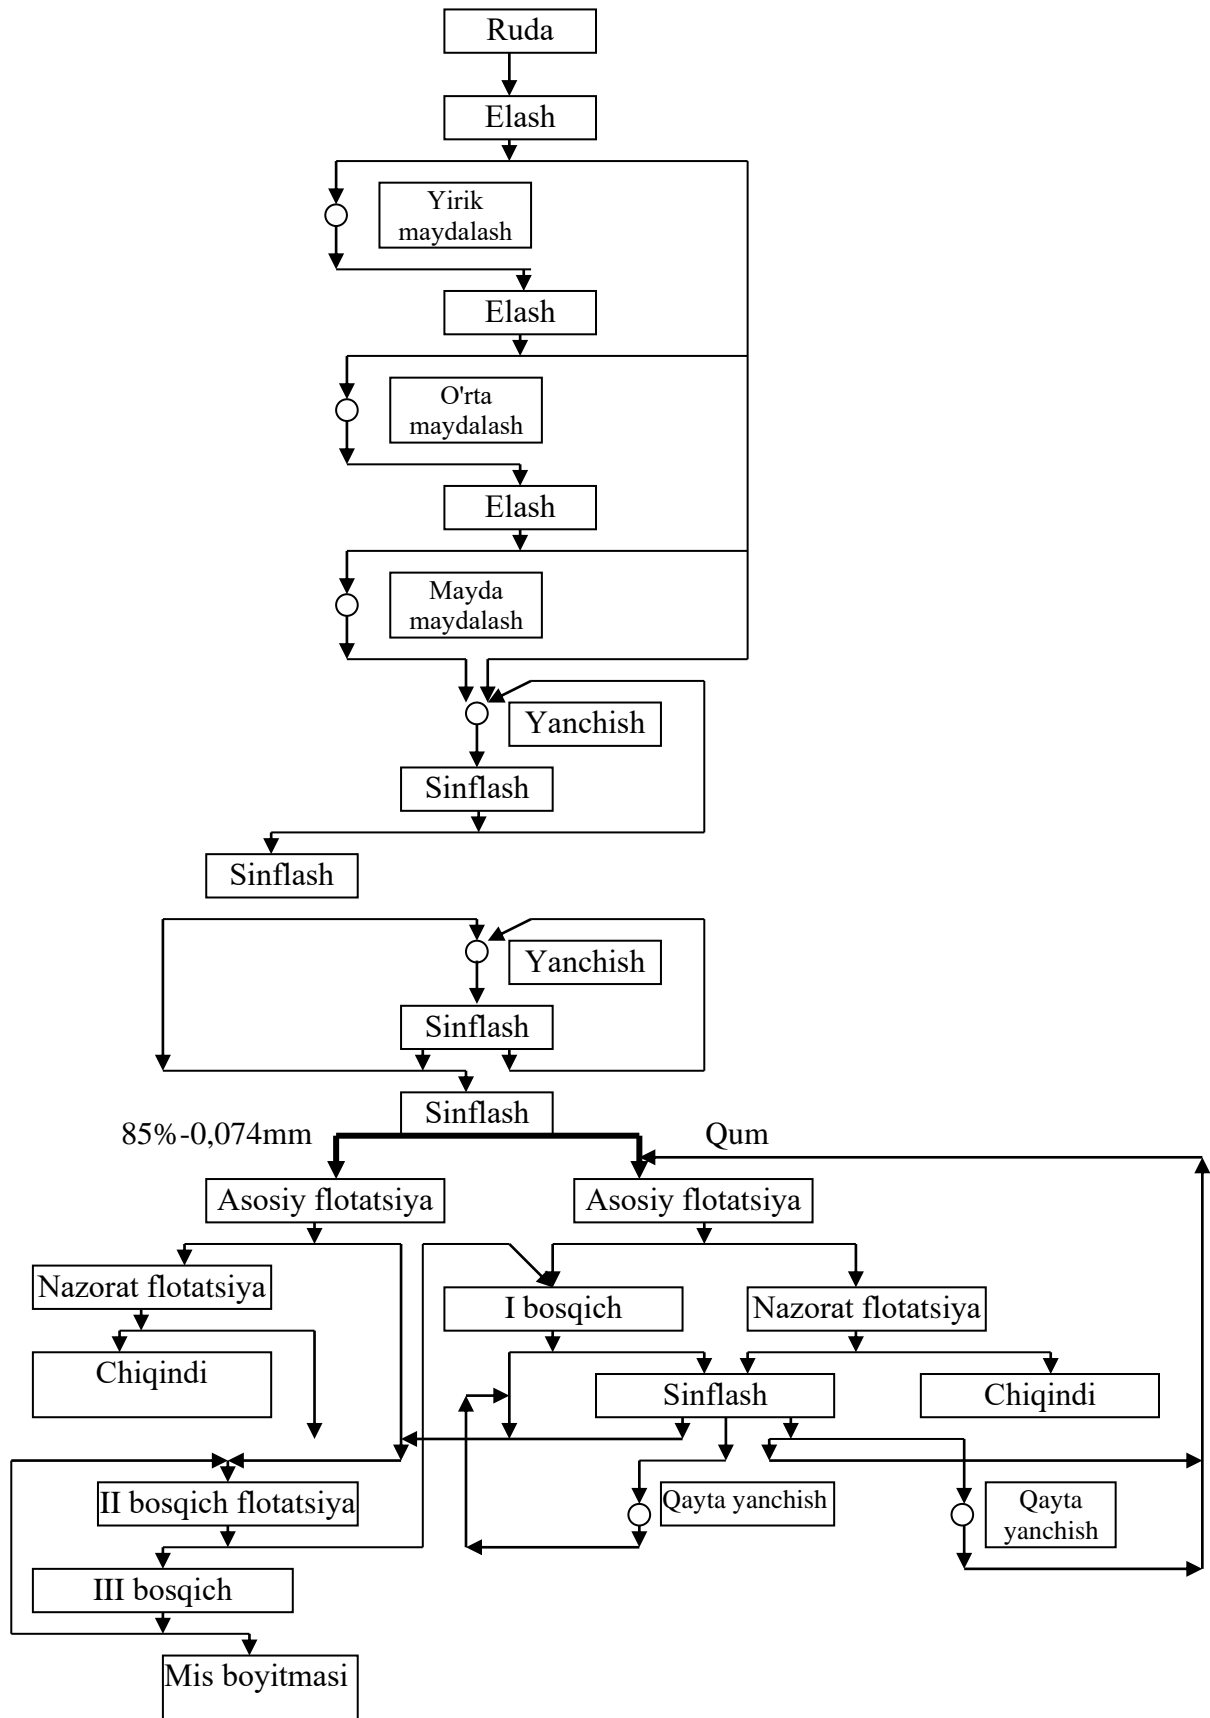 Ruda
Elash
Yirik
maydalash
Elash
O'rta
maydalash
Elash
Mayda
maydalash
Yanchish
Sinflash
Sinflash
Yanchish
Sinflash
Sinflash
85%-0,074mm
Qum
Asosiy flotatsiya
Asosiy flotatsiya
Nazorat flotatsiya
I bosqich
Nazorat flotatsiya
Chiqindi
Sinflash
Chiqindi
II bosqich flotatsiya
Qayta yanchish
Qayta
yanchish
III bosqich
Mis boyitmasi